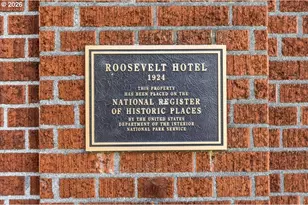 © 2026
ROOSEVELT HOTEL
1924
THIS PROPERTY
HAS BEEN PLACED ON THE
NATIONAL REGISTER
OF HISTORIC PLACES
BY THE UNITED STATES
DEPARTMENT OF THE INTERIOR
NATIONAL PARK SERVICE